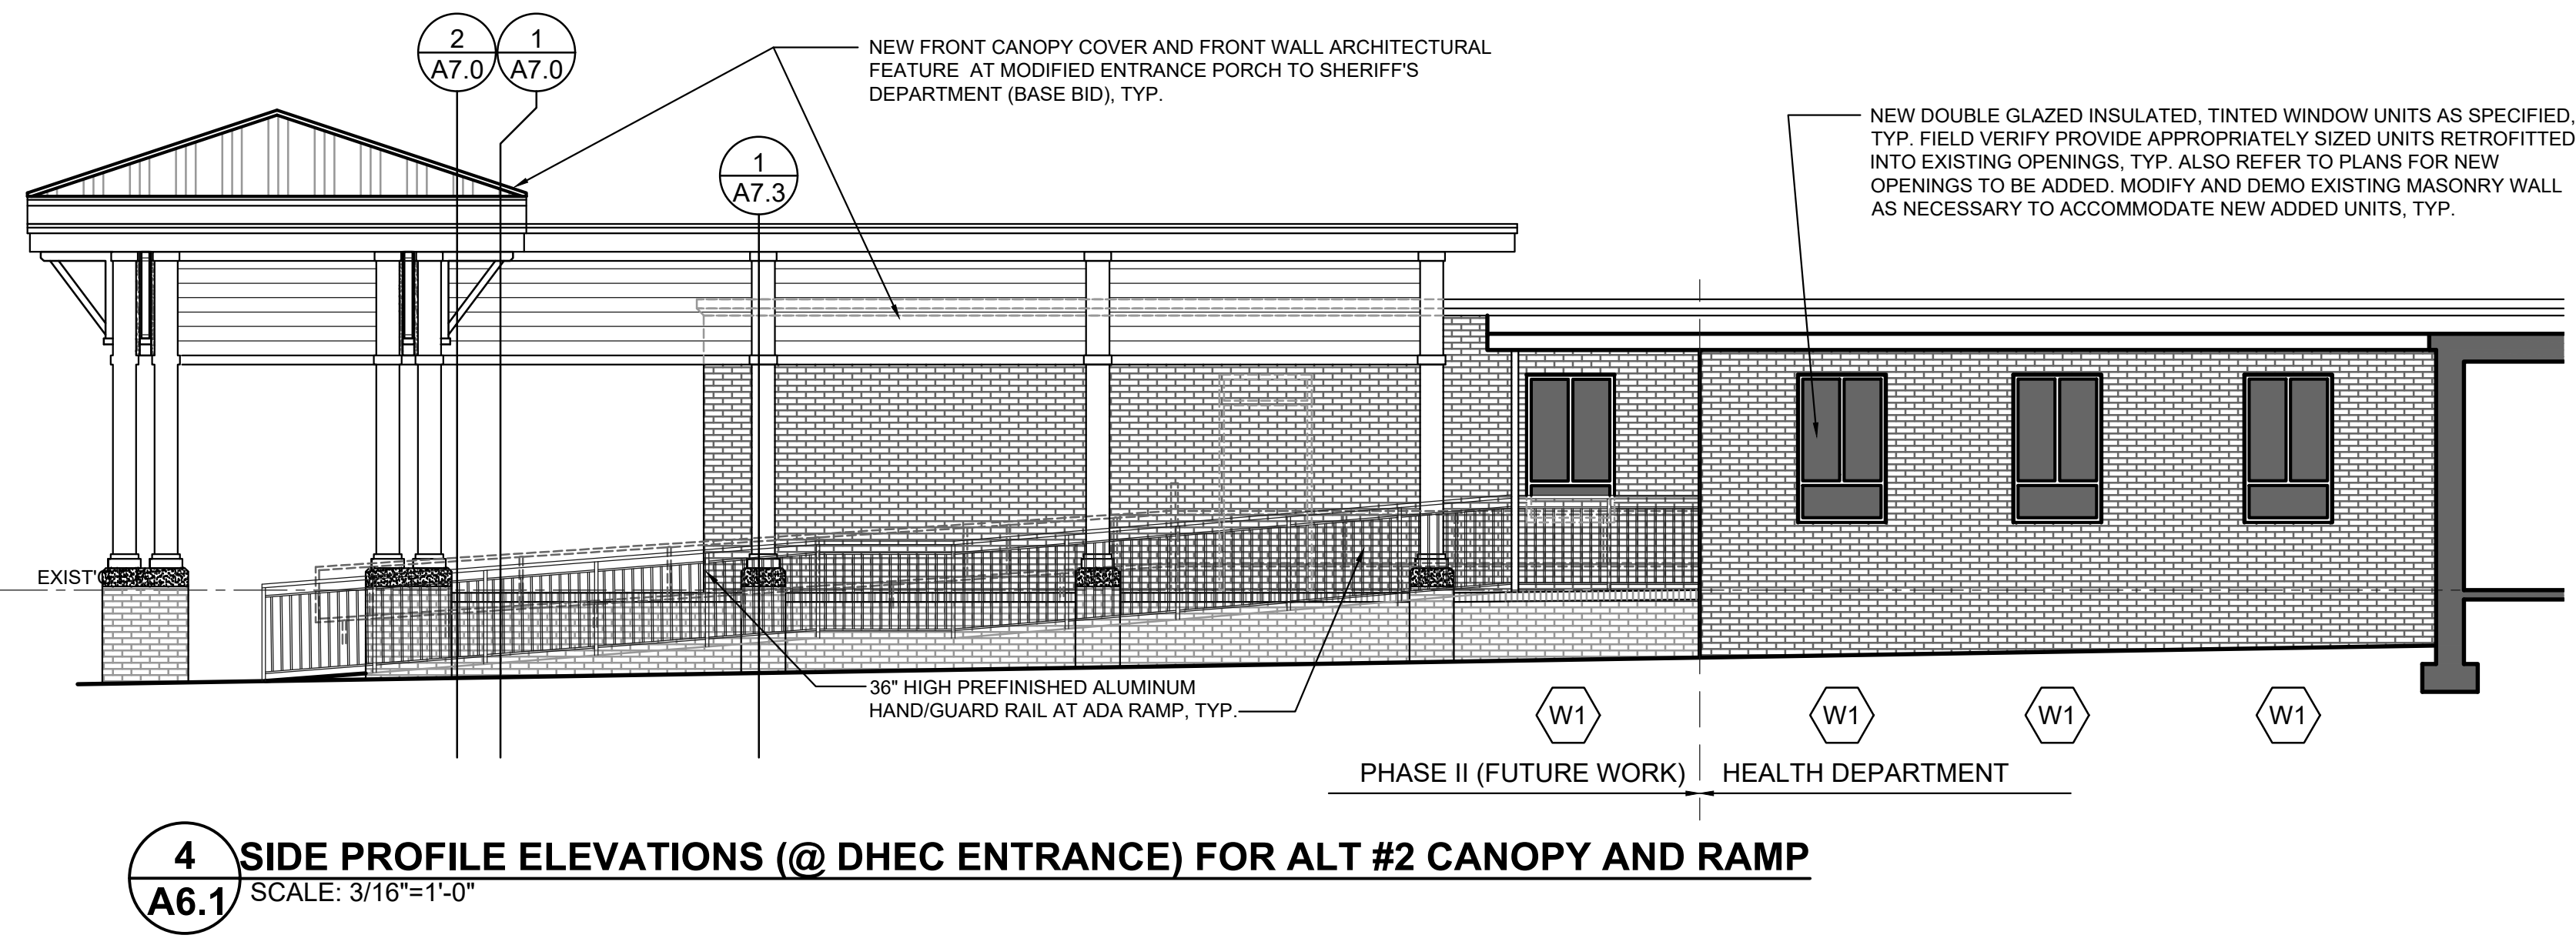 2
A7.0
1
A7.0
NEW FRONT CANOPY COVER AND FRONT WALL ARCHITECTURAL
FEATURE AT MODIFIED ENTRANCE PORCH TO SHERIFF'S
DEPARTMENT (BASE BID), TYP.
1
A7.3
NEW DOUBLE GLAZED INSULATED, TINTED WINDOW UNITS AS SPECIFIED,
TYP. FIELD VERIFY PROVIDE APPROPRIATELY SIZED UNITS RETROFITTED
INTO EXISTING OPENINGS, TYP. ALSO REFER TO PLANS FOR NEW
OPENINGS TO BE ADDED. MODIFY AND DEMO EXISTING MASONRY WALL
AS NECESSARY TO ACCOMMODATE NEW ADDED UNITS, TYP.
36" HIGH PREFINISHED ALUMINUM
HAND/GUARD RAIL AT ADA RAMP, TYP.
W1
W1
W1
W1
PHASE II (FUTURE WORK)
HEALTH DEPARTMENT
4
A6.1
SIDE PROFILE ELEVATIONS (@ DHEC ENTRANCE) FOR ALT #2 CANOPY AND RAMP
SCALE: 3/16"=1'-0"